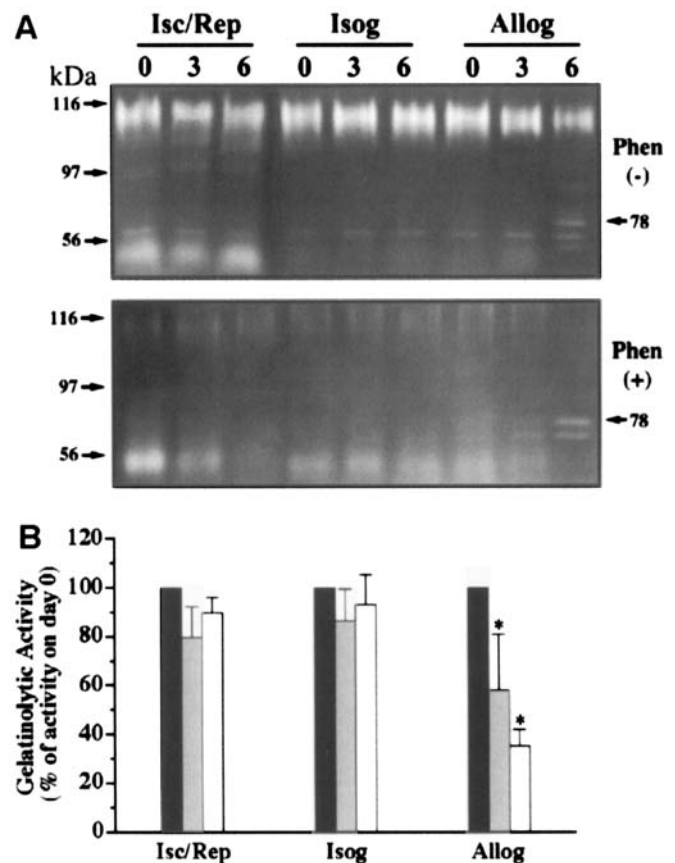 A
Isc/Rep Isog Allog
kDa 0 3 6 0 3 6 0 3 6
116
97
56
Phen
(-)
78
116
97
56
Phen
(+)
78
B
Gelatinolytic Activity
( % of activity on day 0)
120
100
80
60
40
20
0
* *
Isc/Rep Isog Allog